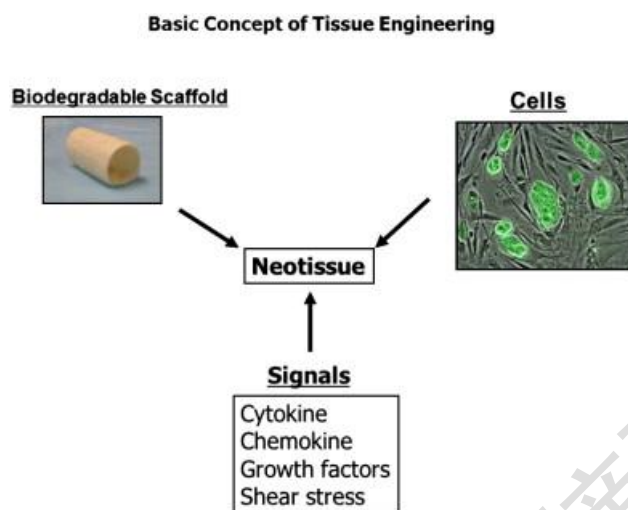 Basic Concept of Tissue Engineering
Biodegradable Scaffold
Cells
Neotissue
Signals
Cytokine
Chemokine
Growth factors
Shear stress